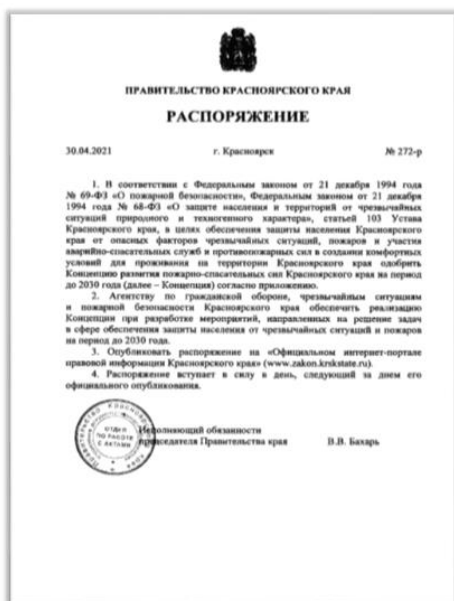 ПРАВИТЕЛЬСТВО КРАСНОЯРСКОГО КРАЯ
РАСПОРЯЖЕНИЕ
30.04.2021 г. Красноярск № 272-р
1. В соответствии с Федеральным законом от 21 декабря 1994 года
№ 69-ФЗ «О пожарной безопасности», Федеральным законом от 21 декабря
1994 года № 68-ФЗ «О защите населения и территорий от чрезвычайных
ситуаций природного и техногенного характера», статьей 103 Устава
Красноярского края, в целях обеспечения защиты населения Красноярского
края от опасных факторов чрезвычайных ситуаций, пожаров и участия
аварийно-спасательных служб и противопожарных сил в создании комфортных
условий для проживания на территории Красноярского края одобрить
Концепцию развития пожарно-спасательных сил Красноярского края на период
до 2030 года (далее – Концепция) согласно приложению.
2. Агентству по гражданской обороне, чрезвычайным ситуациям
и пожарной безопасности Красноярского края обеспечить реализацию
Концепции при разработке мероприятий, направленных на решение задач
в сфере обеспечения защиты населения от чрезвычайных ситуаций и пожаров
на период до 2030 года.
3. Опубликовать распоряжение на «Официальном интернет-портале
правовой информации Красноярского края» (www.zakon.krskstate.ru).
4. Распоряжение вступает в силу в день, следующий за днем его
официального опубликования.
Исполняющий обязанности
председателя Правительства края В.В. Бахарь
Правительство Красноярского края
ОТДЕЛ
ПО РАБОТЕ
С АКТАМИ